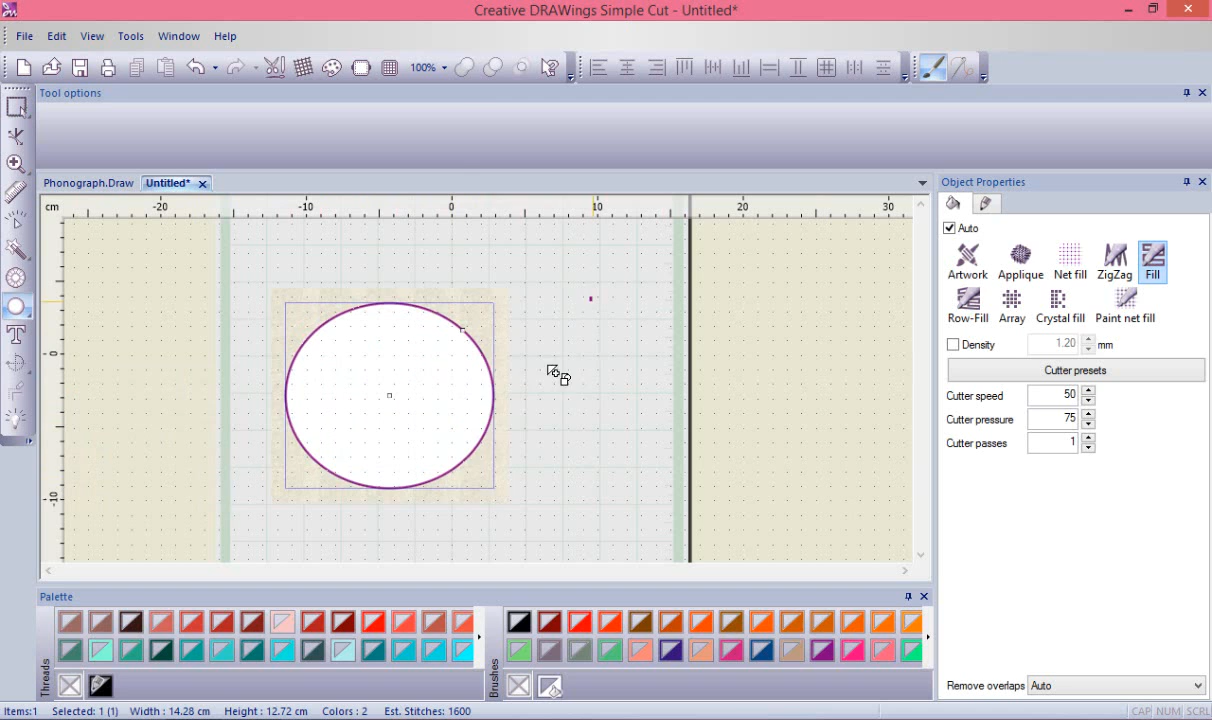 Creative DRAWings Simple Cut - Untitled*
File Edit View Tools Window Help
100%
Tool options
Phonograph.Draw Untitled*
cm -20 -10 0 10 20 30
0
-10
Object Properties
Auto
Artwork Applique Net fill ZigZag Fill
Row-Fill Array Crystal fill Paint net fill
Density 1.20 mm
Cutter presets
Cutter speed 50
Cutter pressure 75
Cutter passes 1
Remove overlaps Auto
Palette
Threads
Brushes
Items:1 Selected: 1 (1) Width : 14.28 cm Height : 12.72 cm Colors : 2 Est. Stitches: 1600
CAP NUM SCRL